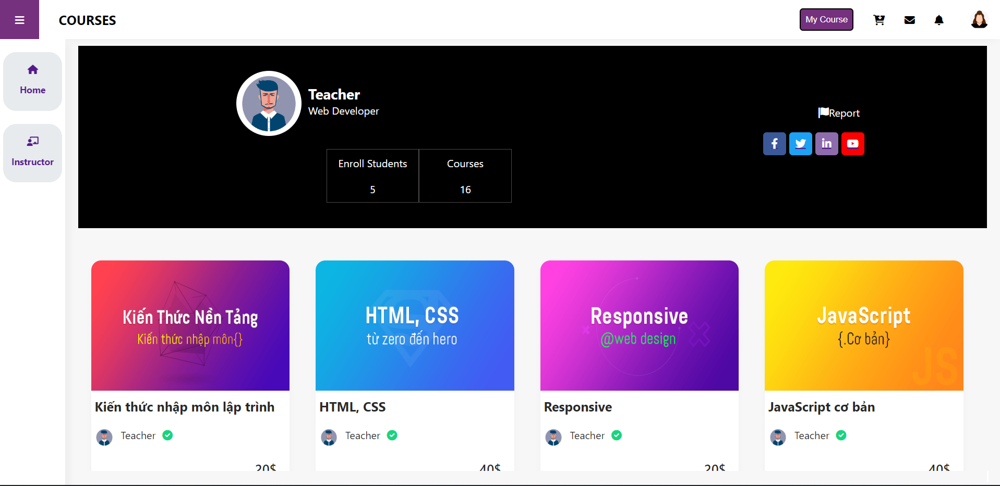 COURSES
My Course
Home
Instructor
Teacher
Web Developer
Report
Enroll Students
Courses
5
16
Kiến Thức Nền Tảng
Kiến thức nhập môn{}
HTML, CSS
từ zero đến hero
Responsive
@web design
JavaScript
{.Cơ bản}
JS
Kiến thức nhập môn lập trình
HTML, CSS
Responsive
JavaScript cơ bản
Teacher
Teacher
Teacher
Teacher
20$
40$
20$
40$